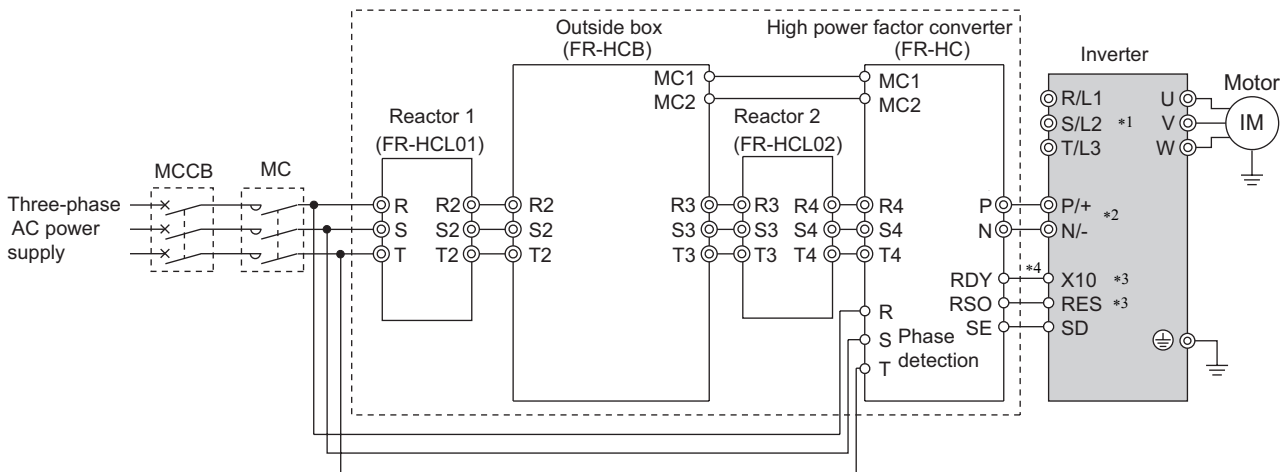 Outside box
(FR-HCB)
High power factor converter
(FR-HC)
Inverter
Motor
MC1
MC2
MC1
MC2
Reactor 1
(FR-HCL01)
Reactor 2
(FR-HCL02)
R/L1
S/L2 *1
T/L3
U
V
W
IM
MCCB
MC
Three-phase
AC power
supply
R
S
T
R2
S2
T2
R2
S2
T2
R3
S3
T3
R3
S3
T3
R4
S4
T4
R4
S4
T4
P
N
P/+
N/-
*2
RDY
RSO
SE
*4
X10 *3
RES *3
SD
R
S
T
Phase
detection